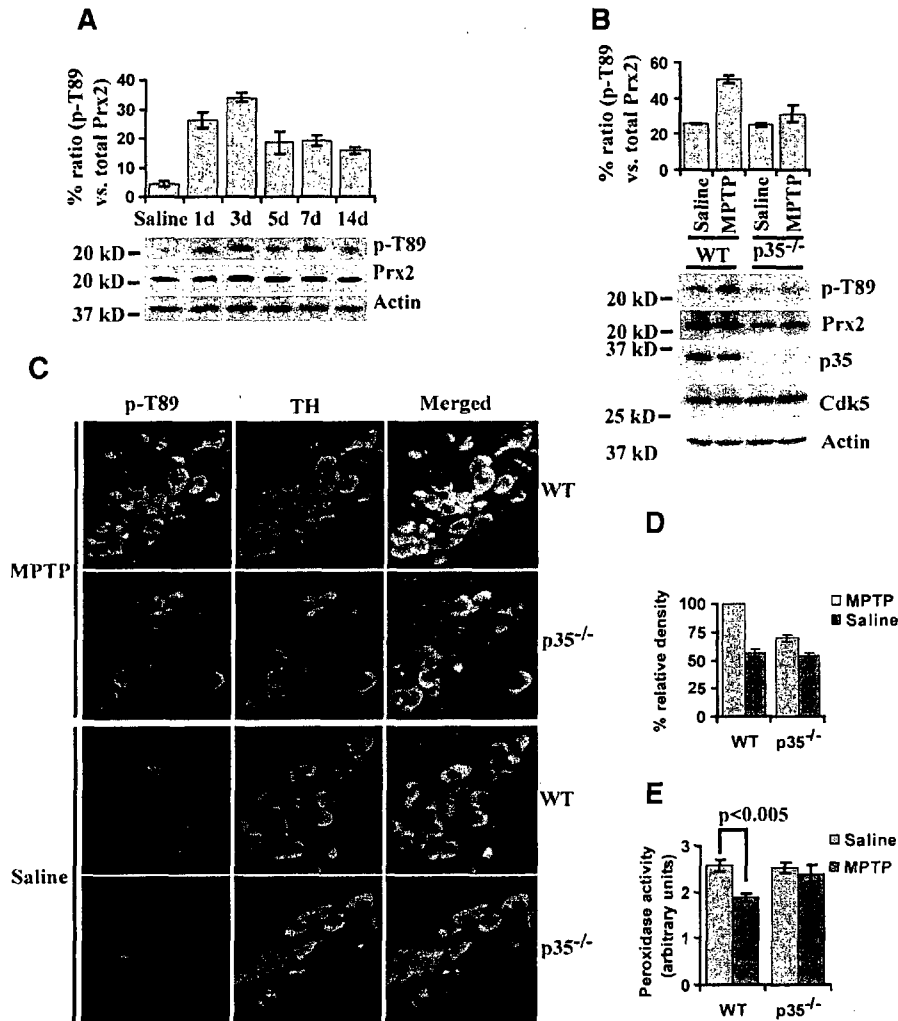 A
% ratio (p-T89
vs. total Prx2)
40
30
20
10
0
Saline 1d 3d 5d 7d 14d
20 kD
p-T89
20 kD
Prx2
37 kD
Actin
B
% ratio (p-T89
vs. total Prx2)
60
40
20
0
Saline
MPTP
Saline
MPTP
WT
p35-/-
20 kD
p-T89
20 kD
Prx2
37 kD
p35
25 kD
Cdk5
37 kD
Actin
C
p-T89 TH Merged
MPTP
WT
p35-/-
Saline
WT
p35-/-
D
% relative density
100
75
50
25
0
MPTP
Saline
WT p35-/-
E
p<0.005
Peroxidase activity
(arbitrary units)
3
2
1
0
Saline
MPTP
WT p35-/-